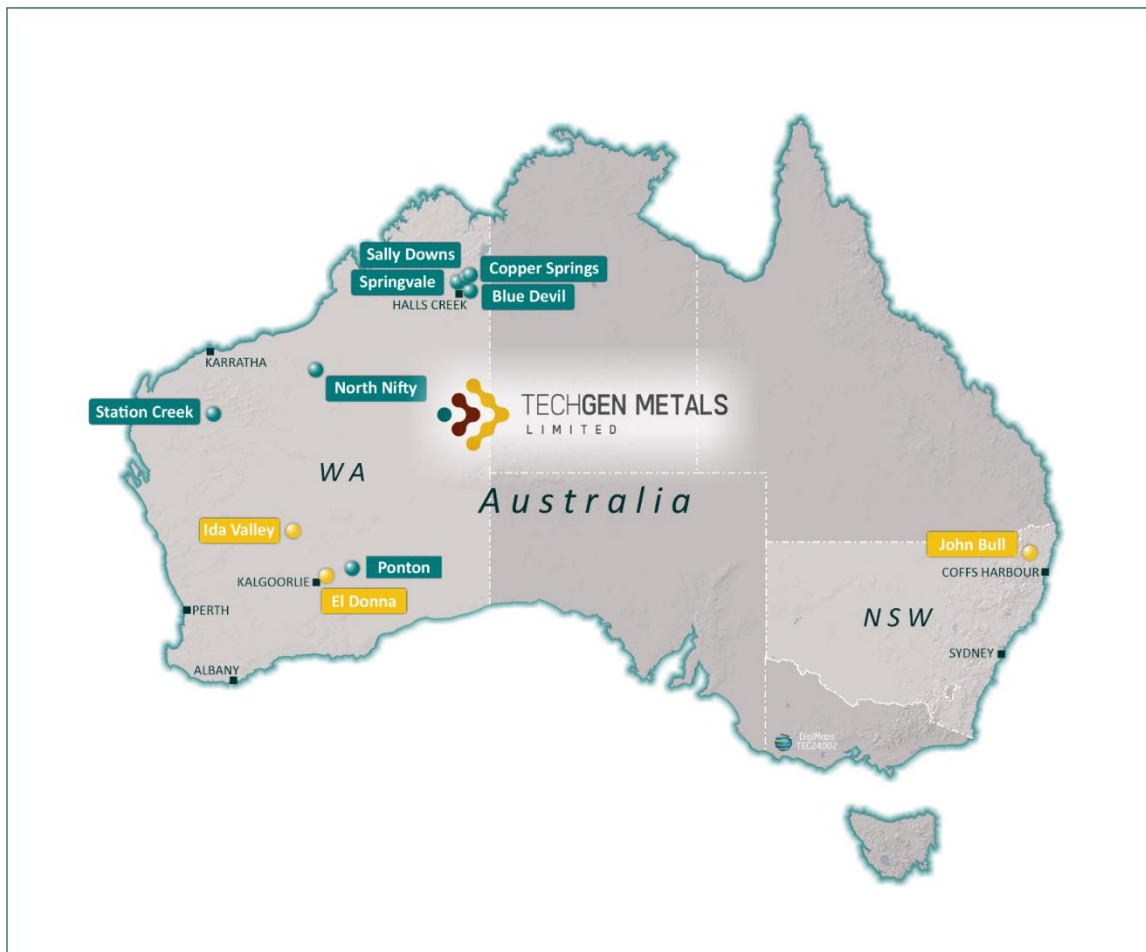 Sally Downs
Copper Springs
Springvale
Blue Devil
HALLS CREEK
KARRATHA
North Nifty
Station Creek
TECHGEN METALS
LIMITED
WA
Australia
Ida Valley
John Bull
Ponton
COFFS HARBOUR
KALGOORLIE
El Donna
PERTH
NSW
SYDNEY
ALBANY
DigiMaps
TECZ4002